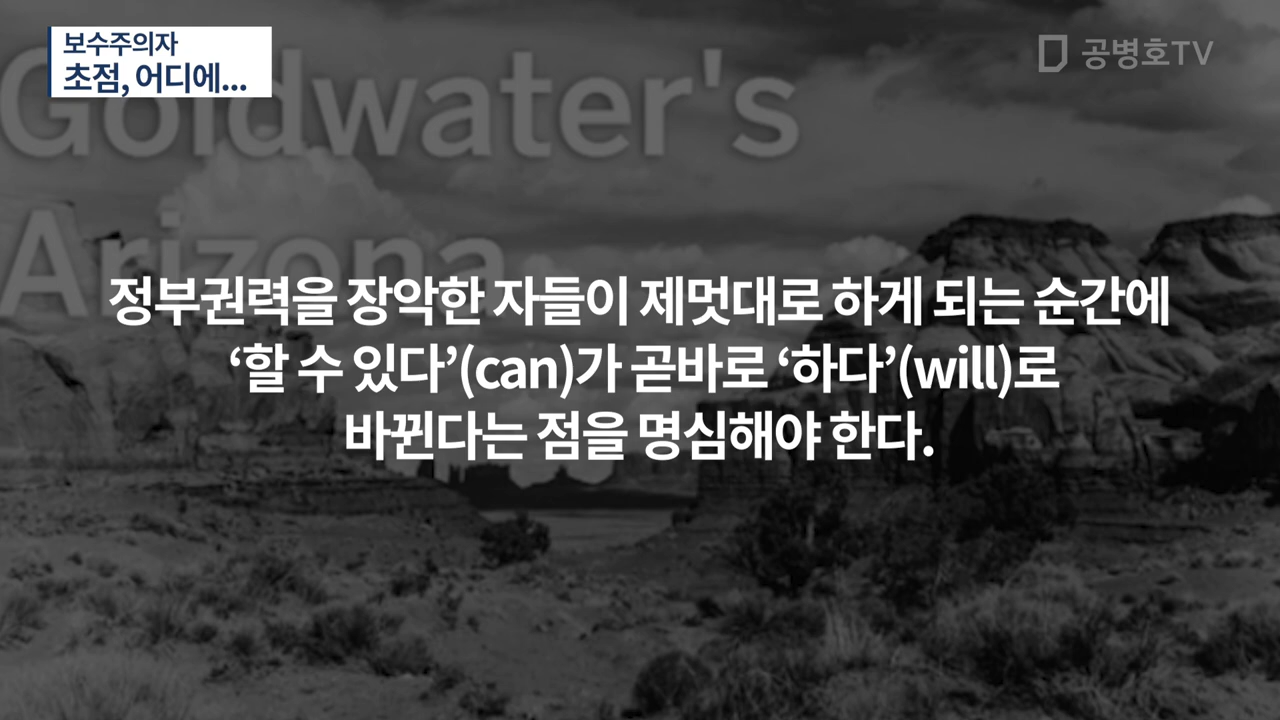 보수주의자
초점, 어디에...
공병호TV
Goldwater's
Arizona
정부권력을 장악한 자들이 제멋대로 하게 되는 순간에
‘할 수 있다’(can)가 곧바로 ‘하다’(will)로
바뀐다는 점을 명심해야 한다.